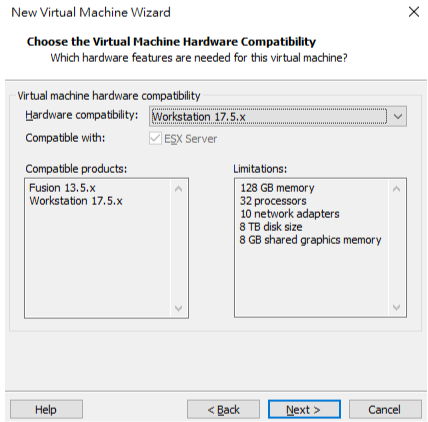 New Virtual Machine Wizard
Choose the Virtual Machine Hardware Compatibility
Which hardware features are needed for this virtual machine?
Virtual machine hardware compatibility
Hardware compatibility: Workstation 17.5.x
Compatible with: ESX Server
Compatible products:
Fusion 13.5.x
Workstation 17.5.x
Limitations:
128 GB memory
32 processors
10 network adapters
8 TB disk size
8 GB shared graphics memory
Help < Back Next > Cancel